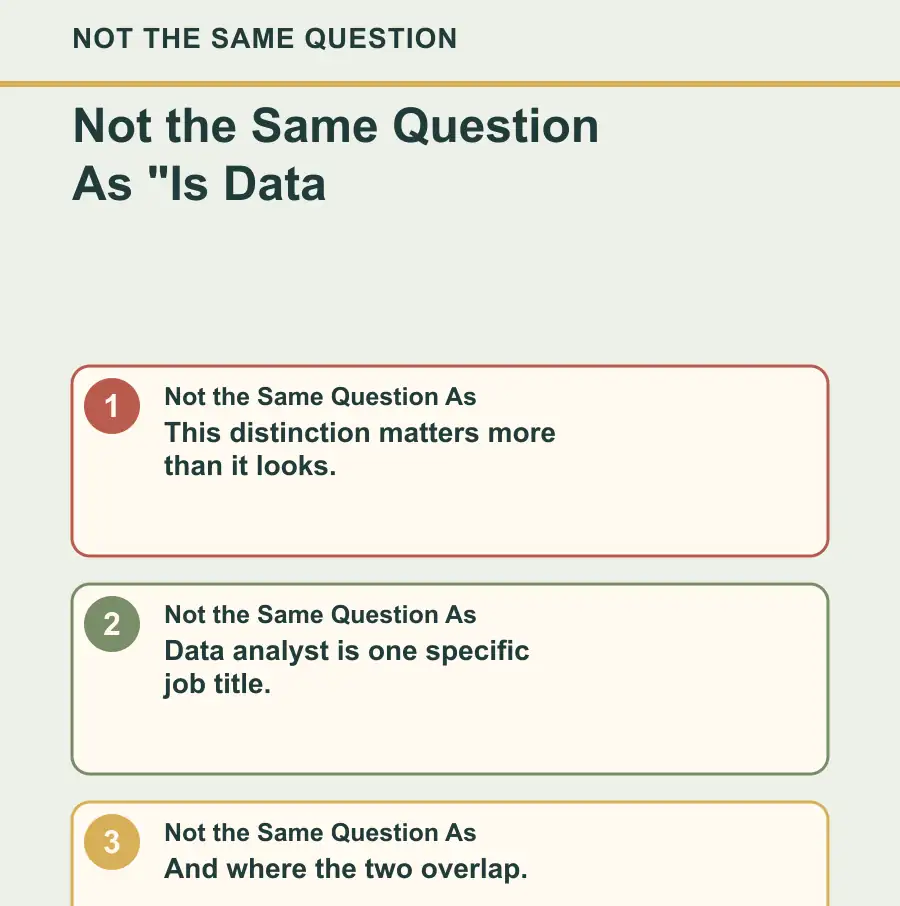 NOT THE SAME QUESTION
Not the Same Question
As "Is Data
1
Not the Same Question As
This distinction matters more
than it looks.
2
Not the Same Question As
Data analyst is one specific
job title.
3
Not the Same Question As
And where the two overlap.